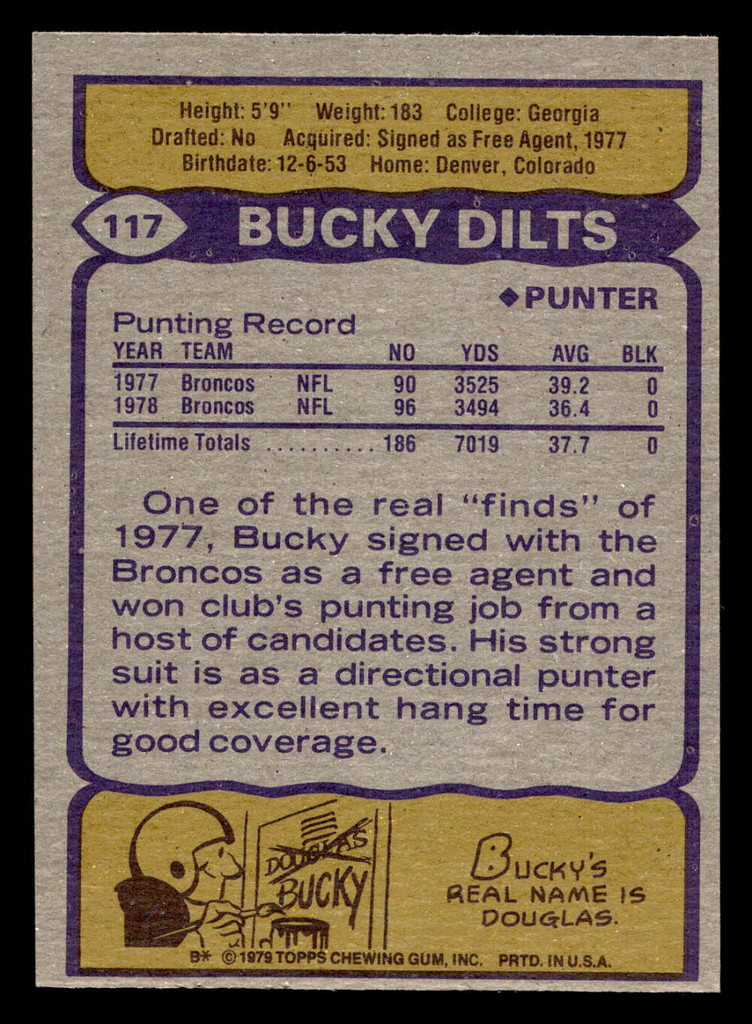 Height: 5'9" Weight: 183 College: Georgia
Drafted: No Acquired: Signed as Free Agent, 1977
Birthdate: 12-6-53 Home: Denver, Colorado
117 BUCKY DILTS
◆PUNTER
Punting Record
YEAR TEAM NO YDS AVG BLK
1977 Broncos NFL 90 3525 39.2 0
1978 Broncos NFL 96 3494 36.4 0
Lifetime Totals .......... 186 7019 37.7 0
One of the real "finds" of
1977, Bucky signed with the
Broncos as a free agent and
won club's punting job from a
host of candidates. His strong
suit is as a directional punter
with excellent hang time for
good coverage.
DOUGLAS
BUCKY
BUCKY'S
REAL NAME IS
DOUGLAS.
B* © 1979 TOPPS CHEWING GUM, INC. PRTD. IN U.S.A.